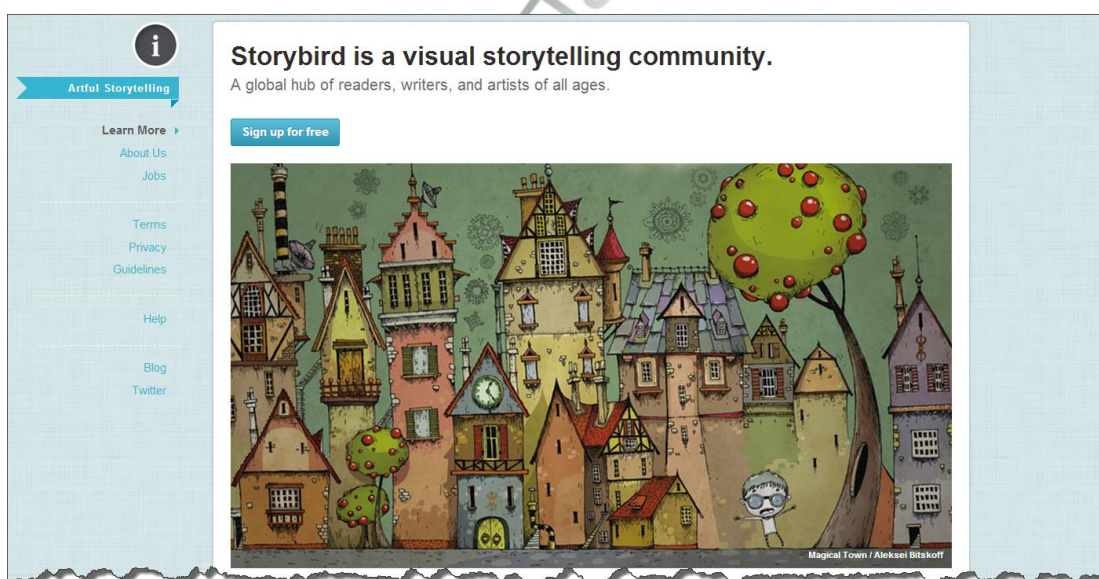 i
Artful Storytelling
Learn More
About Us
Jobs
Terms
Privacy
Guidelines
Help
Blog
Twitter
Storybird is a visual storytelling community.
A global hub of readers, writers, and artists of all ages.
Sign up for free
Magical Town / Aleksei Bitskoff